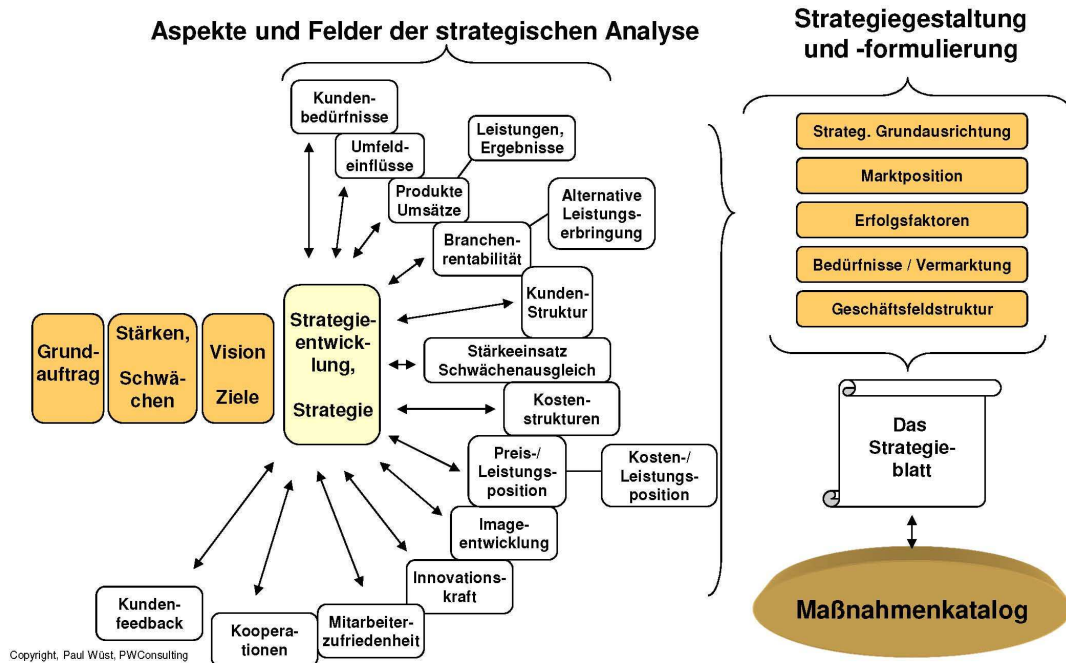 Aspekte und Felder der strategischen Analyse
Strategiegestaltung
und -formulierung
Kunden-
bedürfnisse
Umfeld-
einflüsse
Leistungen,
Ergebnisse
Produkte
Umsätze
Alternative
Leistungs-
erbringung
Branchen-
rentabilität
Kunden-
Struktur
Stärkeeinsatz
Schwächenausgleich
Kosten-
strukturen
Preis-/
Leistungs-
position
Kosten-/
Leistungs-
position
Image-
entwicklung
Innovations-
kraft
Mitarbeiter-
zufriedenheit
Koopera-
tionen
Kunden-
feedback
Grund-
auftrag
Stärken,
Schwä-
chen
Vision
Ziele
Strategie-
entwick-
lung,
Strategie
Strateg. Grundausrichtung
Marktposition
Erfolgsfaktoren
Bedürfnisse / Vermarktung
Geschäftsfeldstruktur
Das
Strategie-
blatt
Maßnahmenkatalog
Copyright, Paul Wüst, PWConsulting